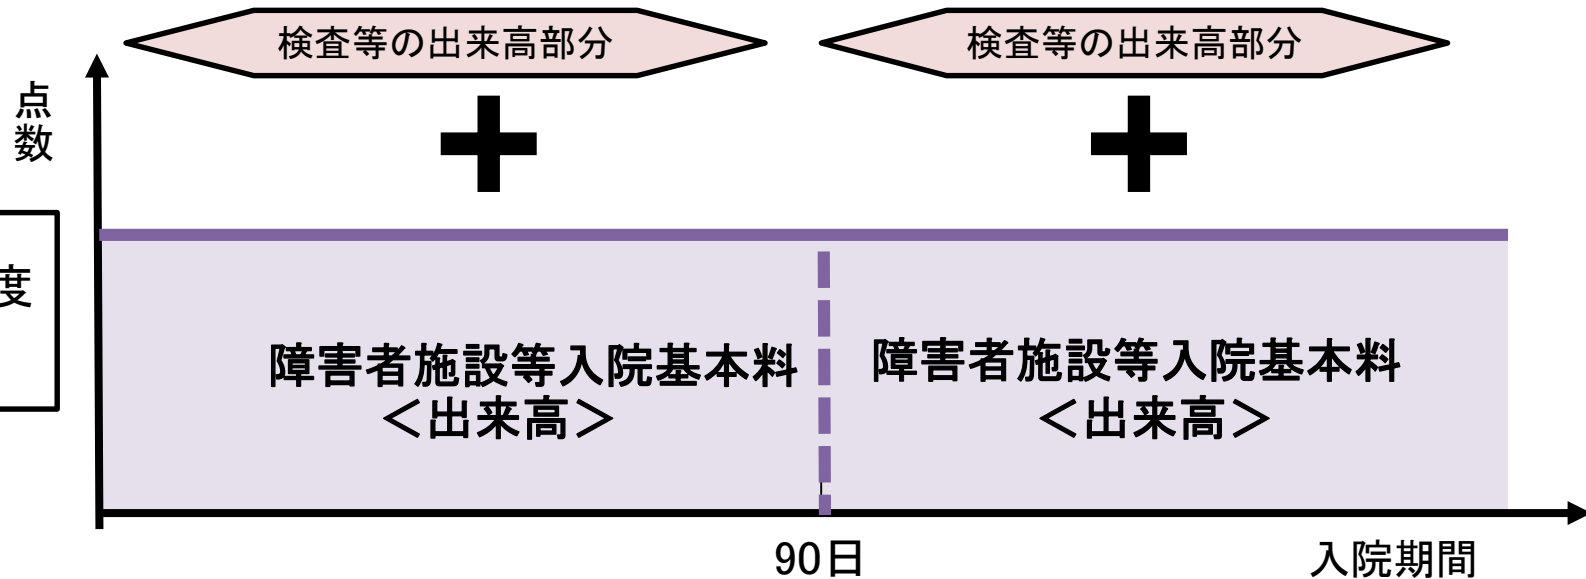 検査等の出来高部分
検査等の出来高部分
点数
度
障害者施設等入院基本料
＜出来高＞
障害者施設等入院基本料
＜出来高＞
90日
入院期間